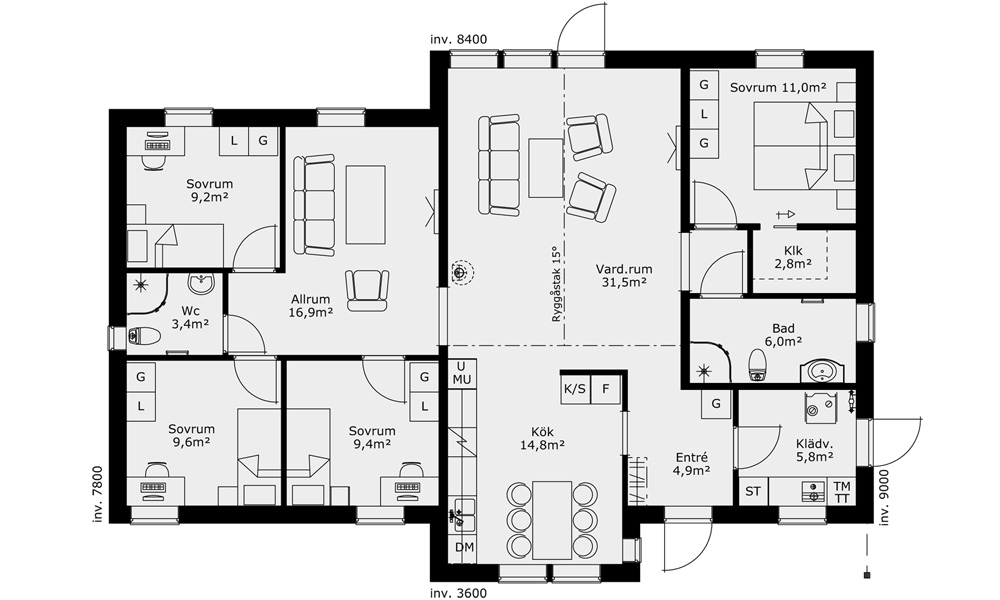 inv. 8400
G
L
G
Sovrum 11,0m²
L G
Sovrum
9,2m²
Klk
2,8m²
Ryggåstak 15°
Vard.rum
31,5m²
Allrum
16,9m²
Wc
3,4m²
Bad
6,0m²
U
MU
K/S F
G
G
L
G
L
Sovrum
9,6m²
Sovrum
9,4m²
Kök
14,8m²
Entré
4,9m²
Klädv.
5,8m²
ST
TM
TT
DM
inv. 7800
inv. 9000
inv. 3600